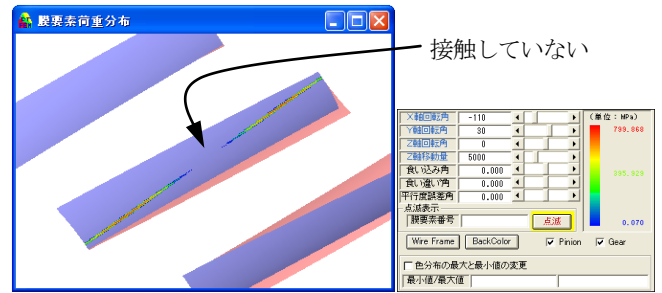 膜要素荷重分布
接触していない
X軸回転角 -110
Y軸回転角 30
Z軸回転角 0
Z軸移動量 5000
食い込み角 0.000
食い違い角 0.000
平行度誤差角 0.000
点滅表示
膜要素番号 点滅
(単位:MPa)
799.868
0.070
Wire Frame BackColor Pinion Gear
色分布の最大と最小値の変更
最小値/最大値